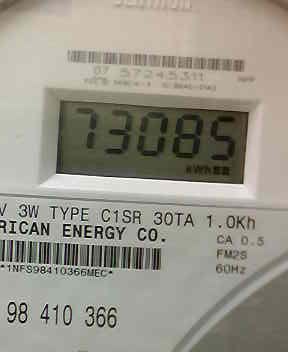 07 57245311
73085
kWh
V 3W TYPE C1SR 30TA 1.0Kh
RICAN ENERGY CO.
CA 0.5
FM2S
60Hz
*1NFS98410366MEC*
98 410 366